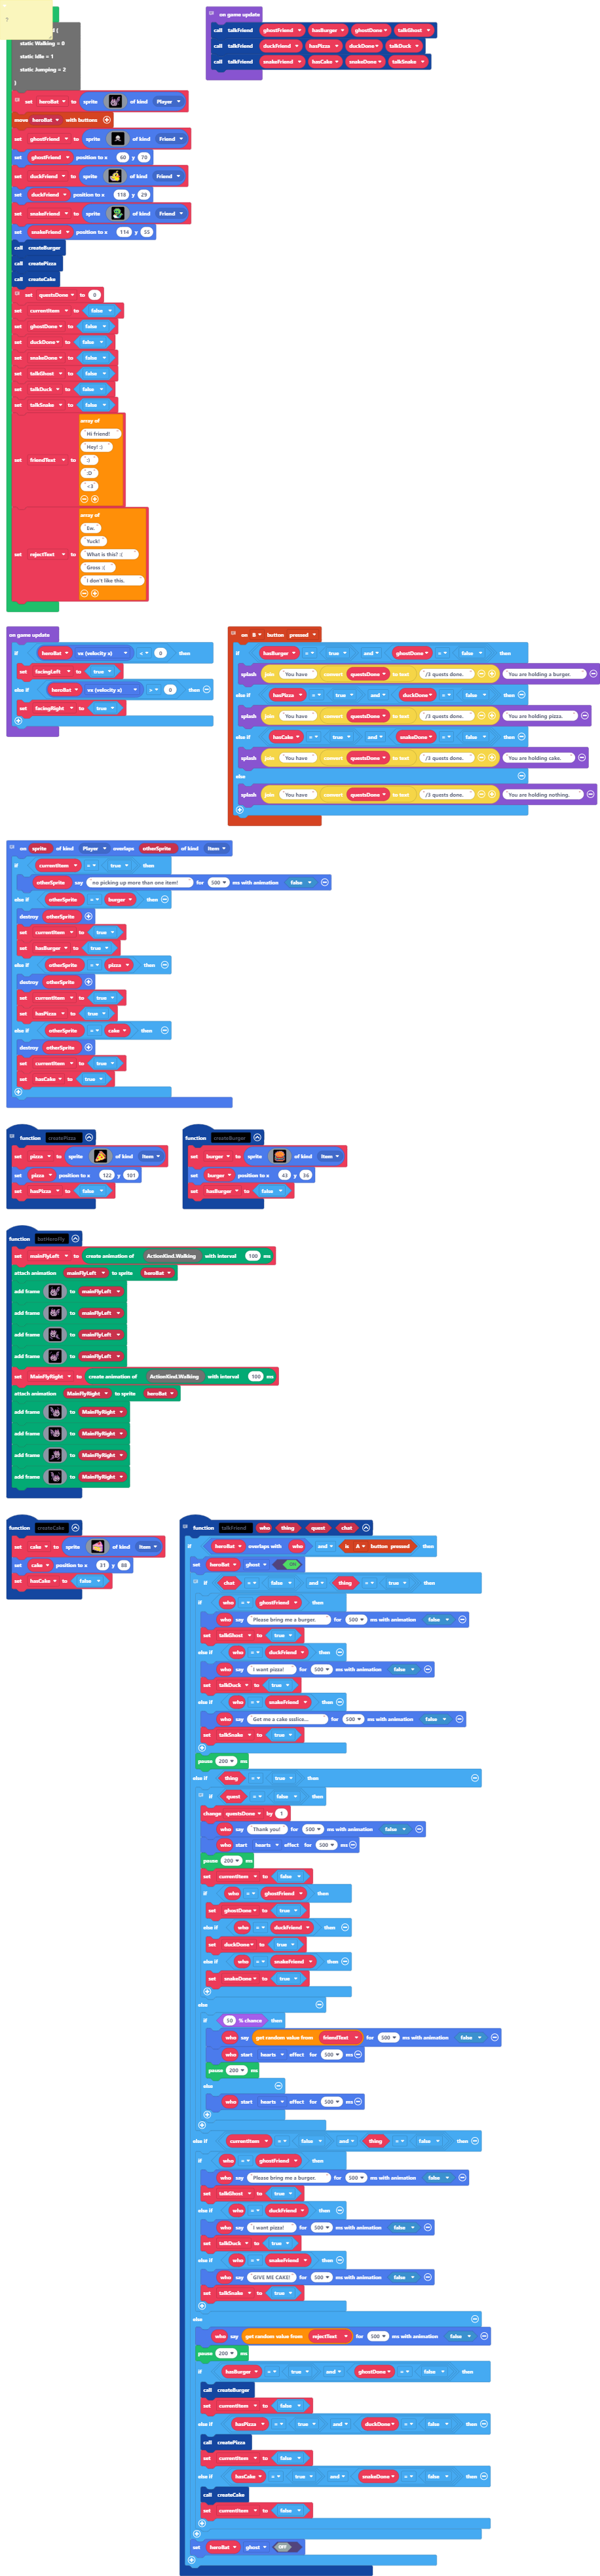 ?
{
static Walking = 0
static Idle = 1
static Jumping = 2
}
set heroBat to sprite of kind Player
move heroBat with buttons
set ghostFriend to sprite of kind Friend
set ghostFriend position to x 60 y 70
set duckFriend to sprite of kind Friend
set duckFriend position to x 118 y 29
set snakeFriend to sprite of kind Friend
set snakeFriend position to x 114 y 55
call createBurger
call createPizza
call createCake
set questsDone to 0
set currentItem to false
set ghostDone to false
set duckDone to false
set snakeDone to false
set talkGhost to false
set talkDuck to false
set talkSnake to false
set friendText to array of
Hi friend!
Hey! :)
:)
:D
<3
set rejectText to array of
Ew.
Yuck!
What is this? :(
Gross :(
I don't like this.
on game update
call talkFriend ghostFriend hasBurger ghostDone talkGhost
call talkFriend duckFriend hasPizza duckDone talkDuck
call talkFriend snakeFriend hasCake snakeDone talkSnake
on game update
if heroBat vx (velocity x) < 0 then
set facingLeft to true
else if heroBat vx (velocity x) > 0 then
set facingRight to true
on B button pressed
if hasBurger = true and ghostDone = false then
splash join You have convert questsDone to text /3 quests done. You are holding a burger.
else if hasPizza = true and duckDone = false then
splash join You have convert questsDone to text /3 quests done. You are holding pizza.
else if hasCake = true and snakeDone = false then
splash join You have convert questsDone to text /3 quests done. You are holding cake.
else
splash join You have convert questsDone to text /3 quests done. You are holding nothing.
on sprite of kind Player overlaps otherSprite of kind Item
if currentItem = true then
otherSprite say no picking up more than one item! for 500 ms with animation false
else if otherSprite = burger then
destroy otherSprite
set currentItem to true
set hasBurger to true
else if otherSprite = pizza then
destroy otherSprite
set currentItem to true
set hasPizza to true
else if otherSprite = cake then
destroy otherSprite
set currentItem to true
set hasCake to true
function createPizza
set pizza to sprite of kind Item
set pizza position to x 122 y 101
set hasPizza to false
function createBurger
set burger to sprite of kind Item
set burger position to x 43 y 36
set hasBurger to false
function batHeroFly
set mainFlyLeft to create animation of ActionKind.Walking with interval 100 ms
attach animation mainFlyLeft to sprite heroBat
add frame to mainFlyLeft
add frame to mainFlyLeft
add frame to mainFlyLeft
add frame to mainFlyLeft
set MainFlyRight to create animation of ActionKind.Walking with interval 100 ms
attach animation MainFlyRight to sprite heroBat
add frame to MainFlyRight
add frame to MainFlyRight
add frame to MainFlyRight
add frame to MainFlyRight
function createCake
set cake to sprite of kind Item
set cake position to x 31 y 88
set hasCake to false
function talkFriend who thing quest chat
if heroBat overlaps with who and is A button pressed then
set heroBat ghost ON
if chat = false and thing = true then
if who = ghostFriend then
who say Please bring me a burger. for 500 ms with animation false
set talkGhost to true
else if who = duckFriend then
who say I want pizza! for 500 ms with animation false
set talkDuck to true
else if who = snakeFriend then
who say Get me a cake ssslice... for 500 ms with animation false
set talkSnake to true
pause 200 ms
else if thing = true then
if quest = false then
change questsDone by 1
who say Thank you! for 500 ms with animation false
who start hearts effect for 500 ms
pause 200 ms
set currentItem to false
if who = ghostFriend then
set ghostDone to true
else if who = duckFriend then
set duckDone to true
else if who = snakeFriend then
set snakeDone to true
else
if 50 % chance
who say get random value from friendText for 500 ms with animation false
who start hearts effect for 500 ms
pause 200 ms
else
who start hearts effect for 500 ms
else if currentItem = false and thing = false then
if who = ghostFriend then
who say Please bring me a burger. for 500 ms with animation false
set talkGhost to true
else if who = duckFriend then
who say I want pizza! for 500 ms with animation false
set talkDuck to true
else if who = snakeFriend then
who say GIVE ME CAKE! for 500 ms with animation false
set talkSnake to true
else
who say get random value from rejectText for 500 ms with animation false
pause 200 ms
if hasBurger = true and ghostDone = false then
call createBurger
set currentItem to false
else if hasPizza = true and duckDone = false then
call createPizza
set currentItem to false
else if hasCake = true and snakeDone = false then
call createCake
set currentItem to false
set heroBat ghost OFF